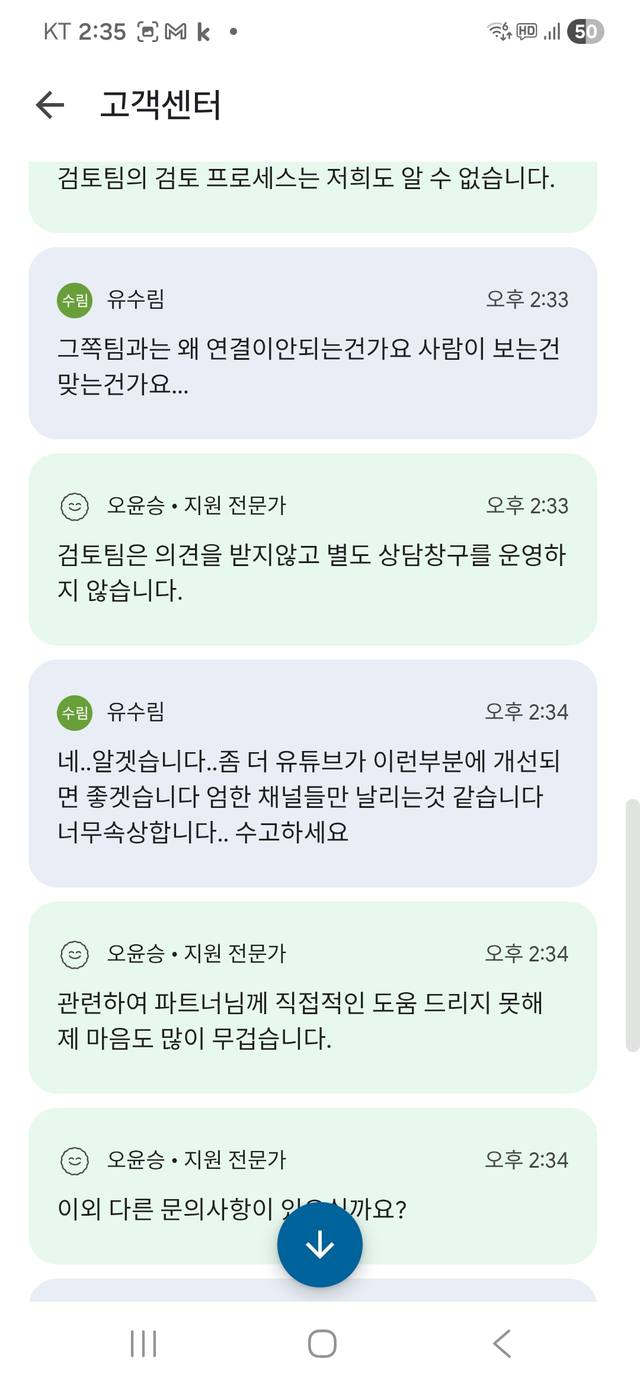 KT 2:35
HD
50
고객센터
검토팀의 검토 프로세스는 저희도 알 수 없습니다.
수림 유수림 오후 2:33
그쪽팀과는 왜 연결이안되는건가요 사람이 보는건
맞는건가요...
오윤승 • 지원 전문가 오후 2:33
검토팀은 의견을 받지않고 별도 상담창구를 운영하
지 않습니다.
수림 유수림 오후 2:34
네..알겟습니다..좀 더 유튜브가 이런부분에 개선되
면 좋겟습니다 엄한 채널들만 날리는것 같습니다
너무속상합니다.. 수고하세요
오윤승 • 지원 전문가 오후 2:34
관련하여 파트너님께 직접적인 도움 드리지 못해
제 마음도 많이 무겁습니다.
오윤승 • 지원 전문가 오후 2:34
이외 다른 문의사항이 있으실까요?